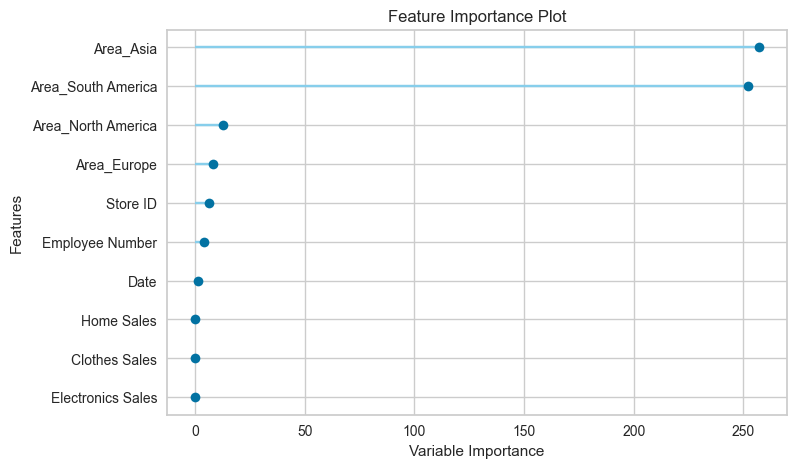 Feature Importance Plot
Features
Area_Asia
Area_South America
Area_North America
Area_Europe
Store ID
Employee Number
Date
Home Sales
Clothes Sales
Electronics Sales
0 50 100 150 200 250
Variable Importance